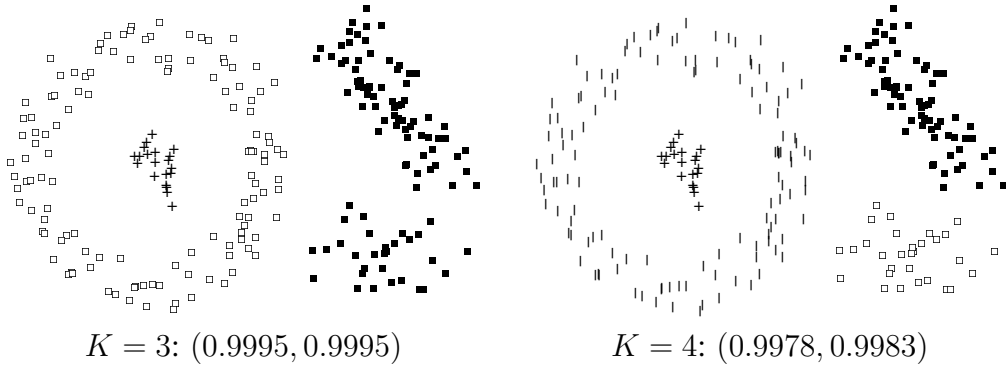 K = 3: (0.9995, 0.9995)
K = 4: (0.9978, 0.9983)